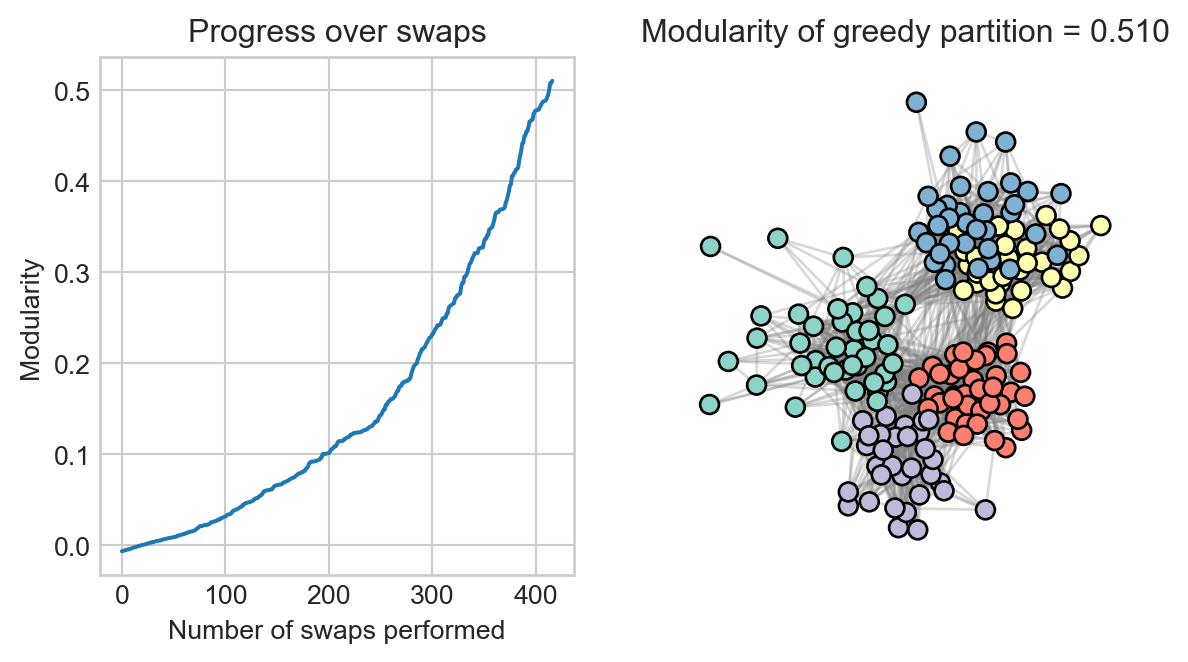 Progress over swaps
Modularity of greedy partition = 0.510
0.5
0.4
0.3
0.2
0.1
0.0
Modularity
0 100 200 300 400
Number of swaps performed